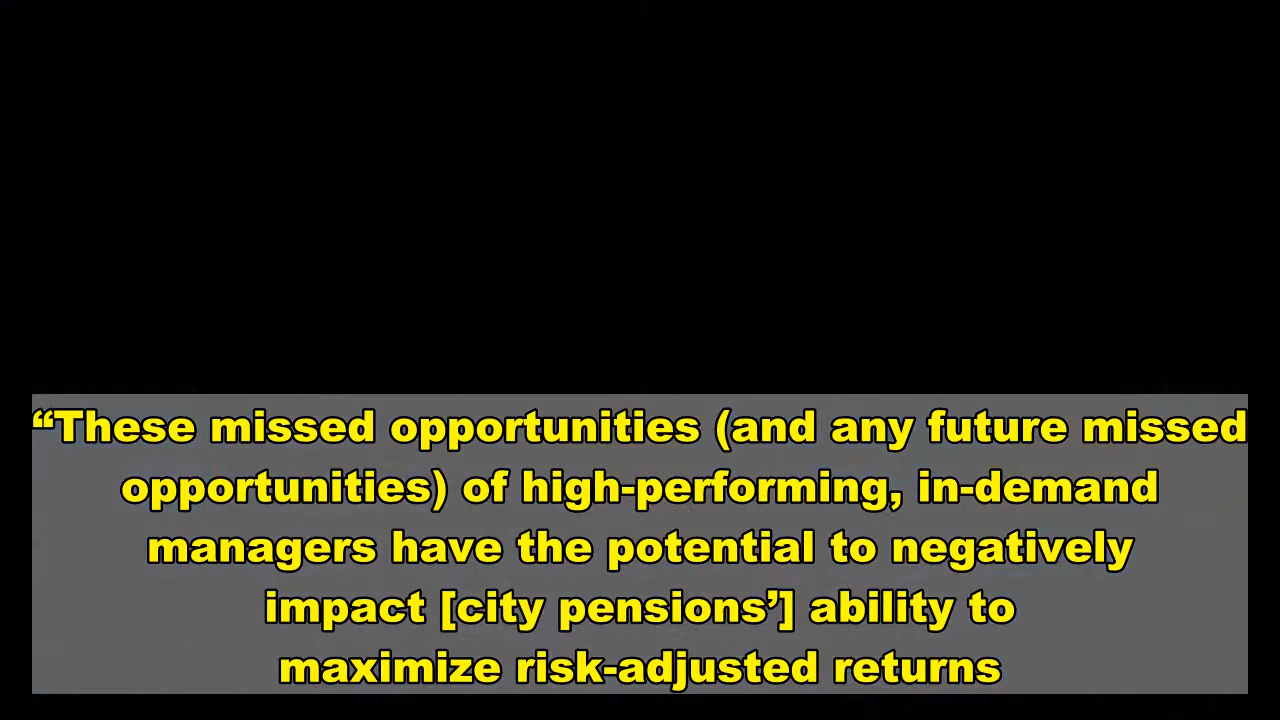 “These missed opportunities (and any future missed
opportunities) of high-performing, in-demand
managers have the potential to negatively
impact [city pensions’] ability to
maximize risk-adjusted returns